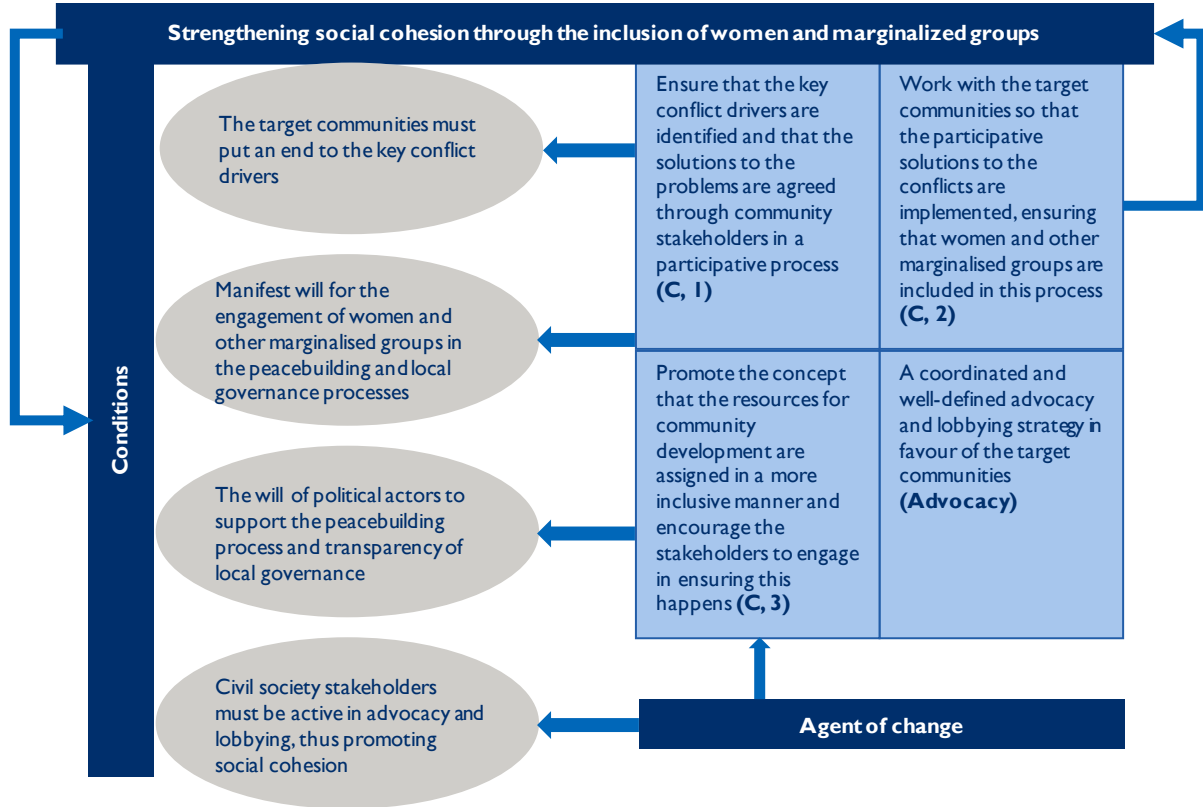 Strengthening social cohesion through the inclusion of women and marginalized groups
Conditions
The target communities must
put an end to the key conflict
drivers
Manifest will for the
engagement of women and
other marginalised groups in
the peacebuilding and local
governance processes
The will of political actors to
support the peacebuilding
process and transparency of
local governance
Civil society stakeholders
must be active in advocacy and
lobbying, thus promoting
social cohesion
Ensure that the key
conflict drivers are
identified and that the
solutions to the
problems are agreed
through community
stakeholders in a
participative process
(C, 1)
Work with the target
communities so that
the participative
solutions to the
conflicts are
implemented, ensuring
that women and other
marginalised groups are
included in this process
(C, 2)
Promote the concept
that the resources for
community
development are
assigned in a more
inclusive manner and
encourage the
stakeholders to engage
in ensuring this
happens (C, 3)
A coordinated and
well-defined advocacy
and lobbying strategy in
favour of the target
communities
(Advocacy)
Agent of change